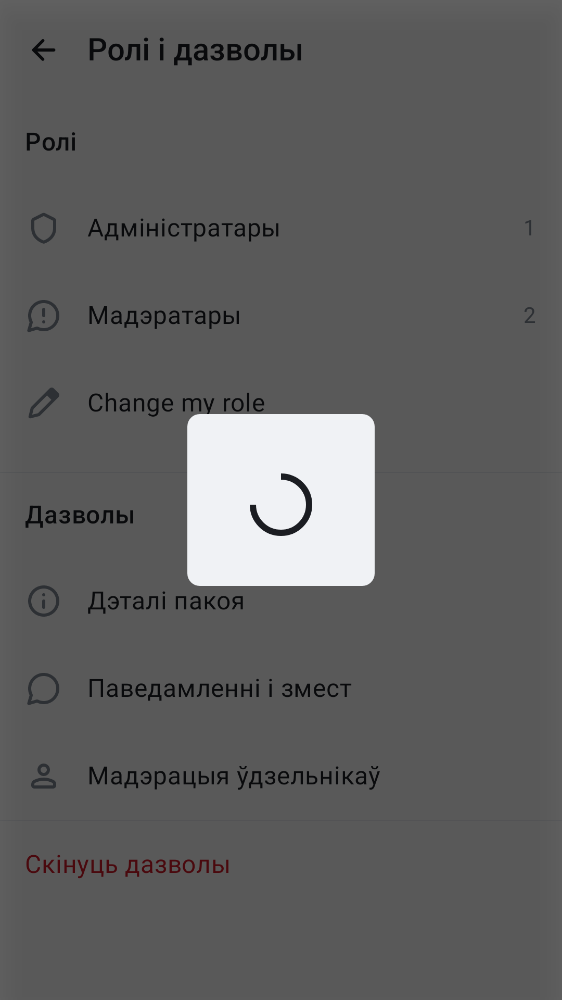 Ролі і дазволы
Ролі
Адміністратары 1
Мадэратары 2
Change my role
Дазволы
Дэталі пакоя
Паведамленні і змест
Мадэрацыя ўдзельнікаў
Скінуць дазволы